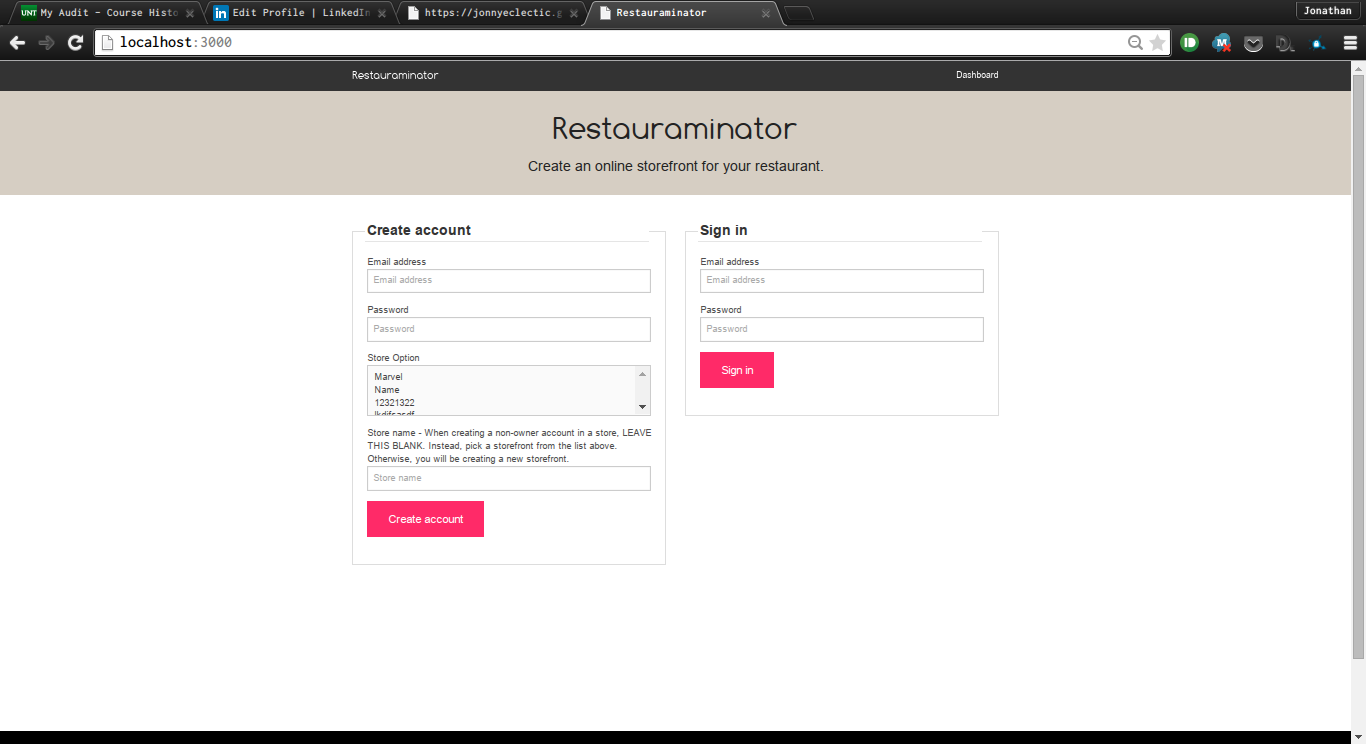 UNT My Audit - Course Histo
in Edit Profile | LinkedIn
https://jonnyeclectic.g
Restauraminator
Jonathan
localhost:3000
Restauraminator
Dashboard
Restauraminator
Create an online storefront for your restaurant.
Create account
Email address
Email address
Password
Password
Store Option
Marvel
Name
12321322
Store name - When creating a non-owner account in a store, LEAVE
THIS BLANK. Instead, pick a storefront from the list above.
Otherwise, you will be creating a new storefront.
Store name
Create account
Sign in
Email address
Email address
Password
Password
Sign in